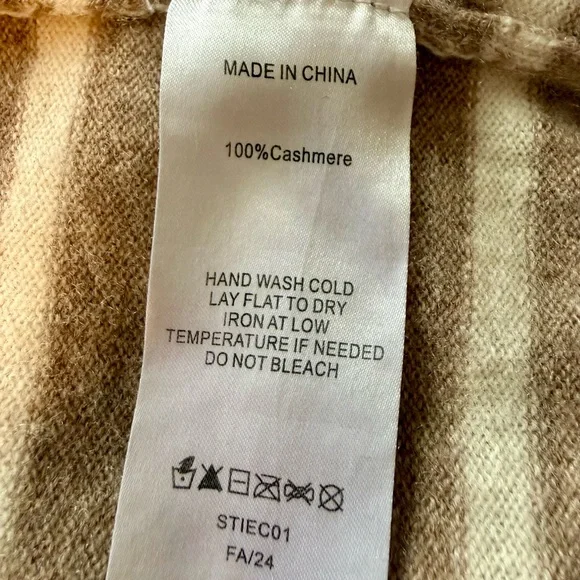 MADE IN CHINA
100%Cashmere
HAND WASH COLD
LAY FLAT TO DRY
IRON AT LOW
TEMPERATURE IF NEEDED
DO NOT BLEACH
STIEC01
FA/24